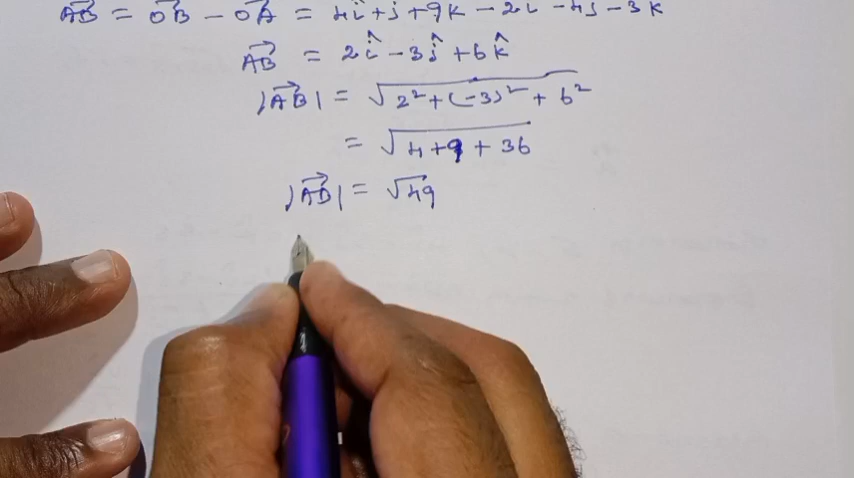 AB⃗ = OB⃗ − OA⃗ = 4i + j + 9k − 2i − 4j − 3k
AB⃗ = 2î − 3ĵ + 6k̂
|AB⃗| = √(2² + (−3)² + 6²)
= √(4 + 9 + 36)
|AB⃗| = √49